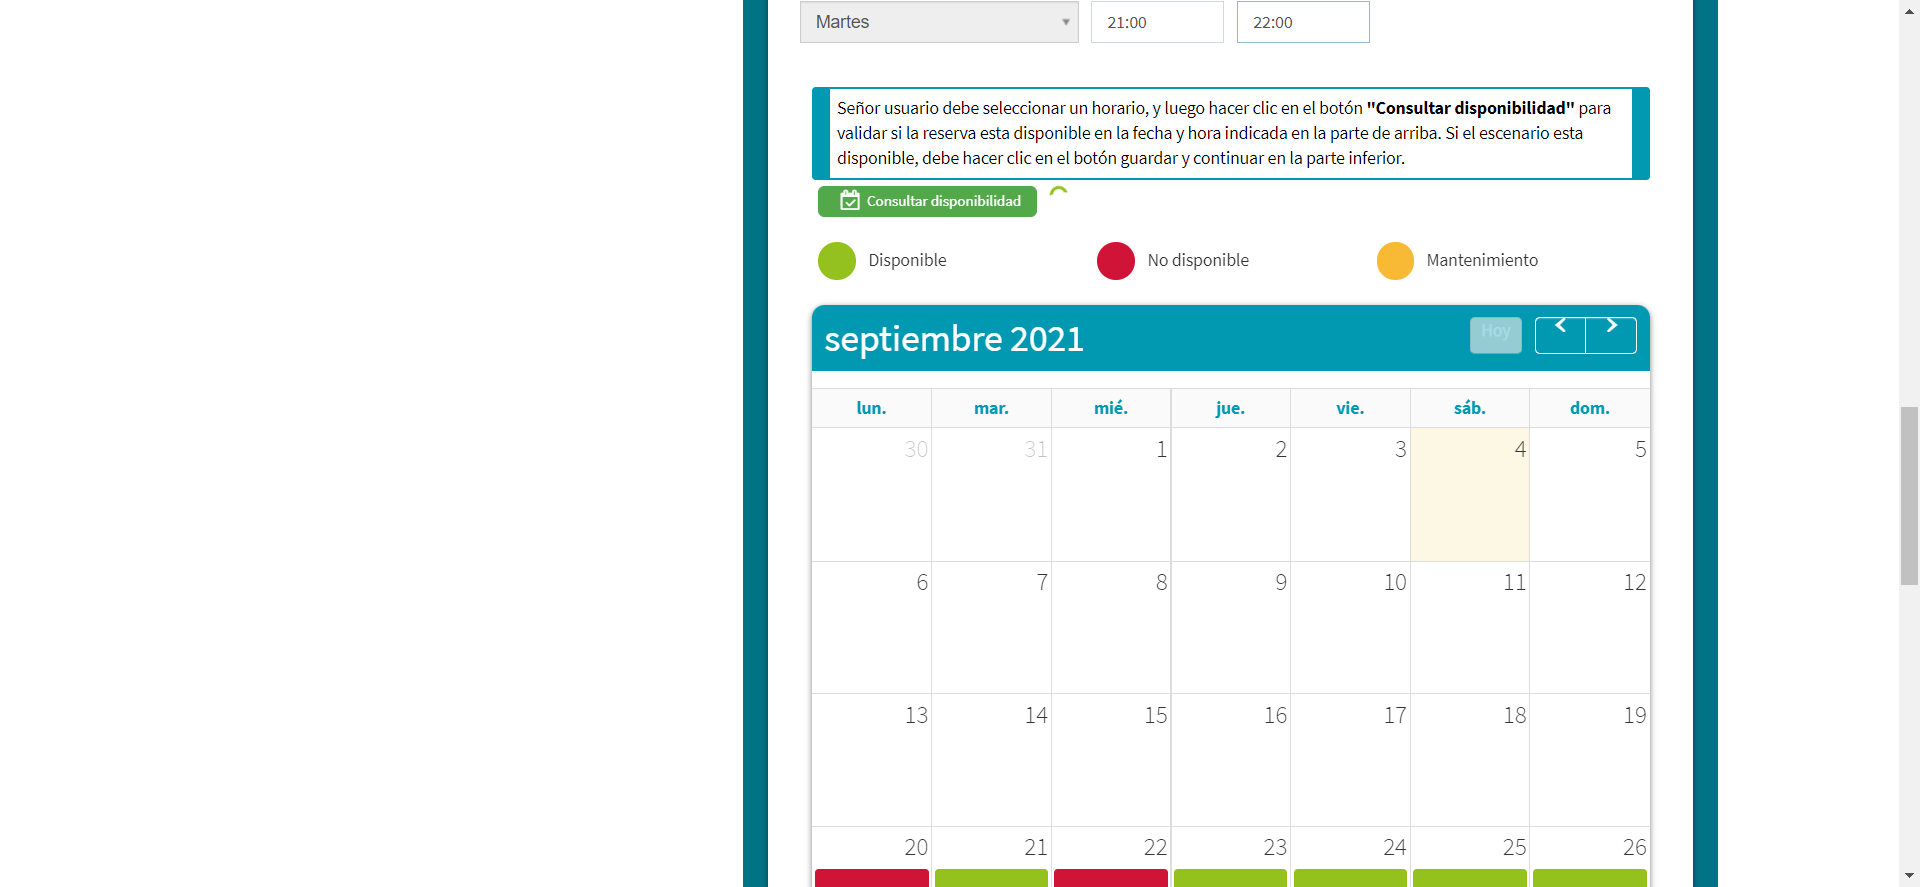 Martes 21:00 22:00
Señor usuario debe seleccionar un horario, y luego hacer clic en el botón "Consultar disponibilidad" para
validar si la reserva esta disponible en la fecha y hora indicada en la parte de arriba. Si el escenario esta
disponible, debe hacer clic en el botón guardar y continuar en la parte inferior.
Consultar disponibilidad
Disponible No disponible Mantenimiento
septiembre 2021 Hoy
lun. mar. mié. jue. vie. sáb. dom.
30 31 1 2 3 4 5
6 7 8 9 10 11 12
13 14 15 16 17 18 19
20 21 22 23 24 25 26